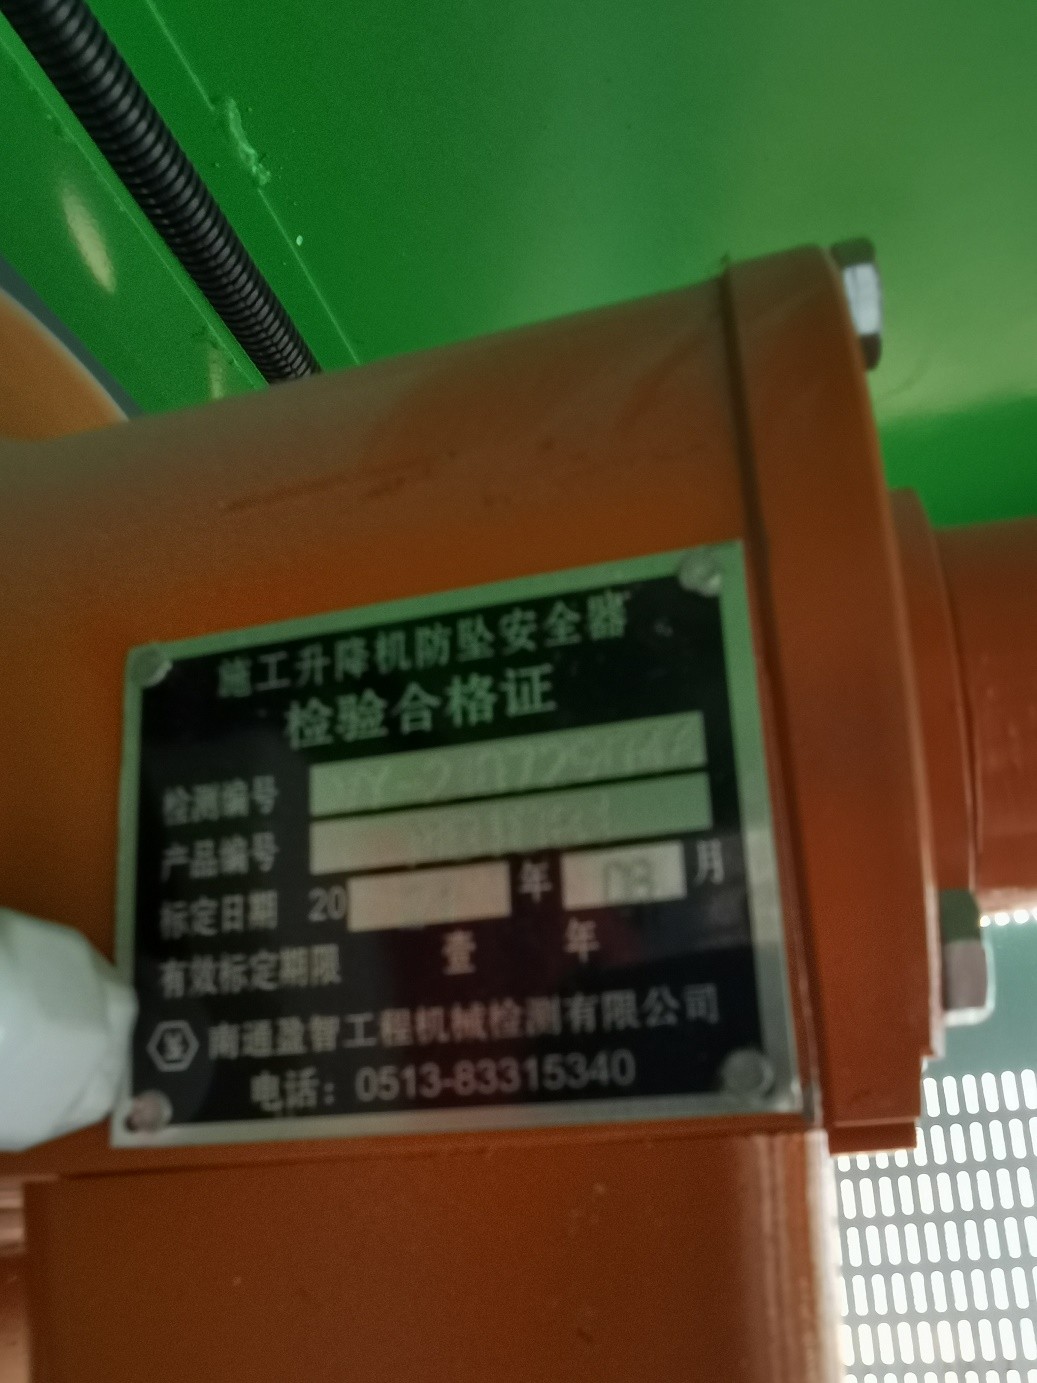 施工升降机防坠安全器
检验合格证
检测编号
产品编号
标定日期 20 年 08 月
有效标定期限 壹 年
南通盈智工程机械检测有限公司
电话：0513-83315340